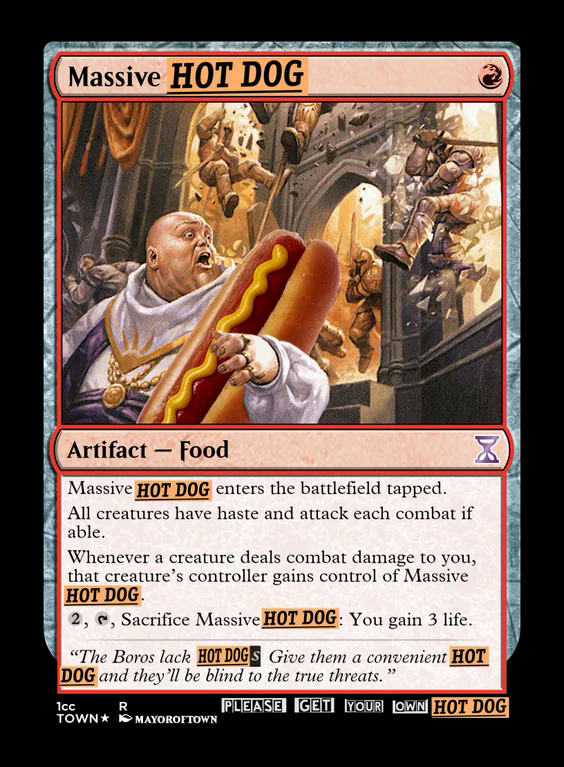 Massive HOT DOG
Artifact — Food
Massive HOT DOG enters the battlefield tapped.
All creatures have haste and attack each combat if
able.
Whenever a creature deals combat damage to you,
that creature's controller gains control of Massive
HOT DOG.
2, , Sacrifice Massive HOT DOG: You gain 3 life.
"The Boros lack HOT DOGs Give them a convenient HOT
DOG and they'll be blind to the true threats."
1cc R PLEASE GET YOUR OWN HOT DOG
TOWN★ MAYOROFTOWN